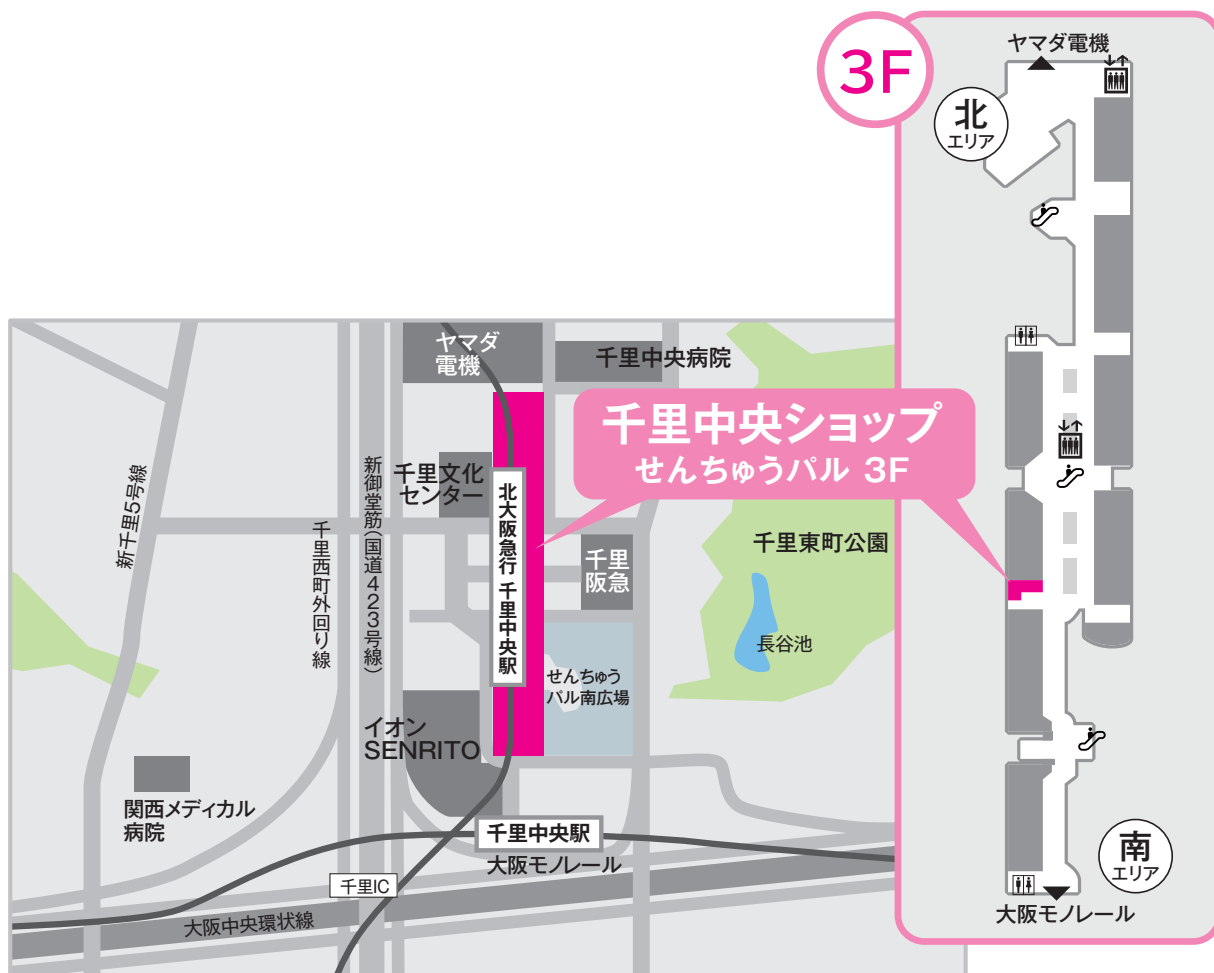 3F
ヤマダ電機
北
エリア
南
エリア
大阪モノレール
ヤマダ
電機
千里中央病院
千里中央ショップ
せんちゅうパル 3F
千里文化
センター
北大阪急行 千里中央駅
千里
阪急
千里東町公園
長谷池
せんちゅう
パル南広場
新千里5号線
千里西町外回り線
新御堂筋(国道423号線)
イオン
SENRITO
関西メディカル
病院
千里中央駅
大阪モノレール
千里IC
大阪中央環状線